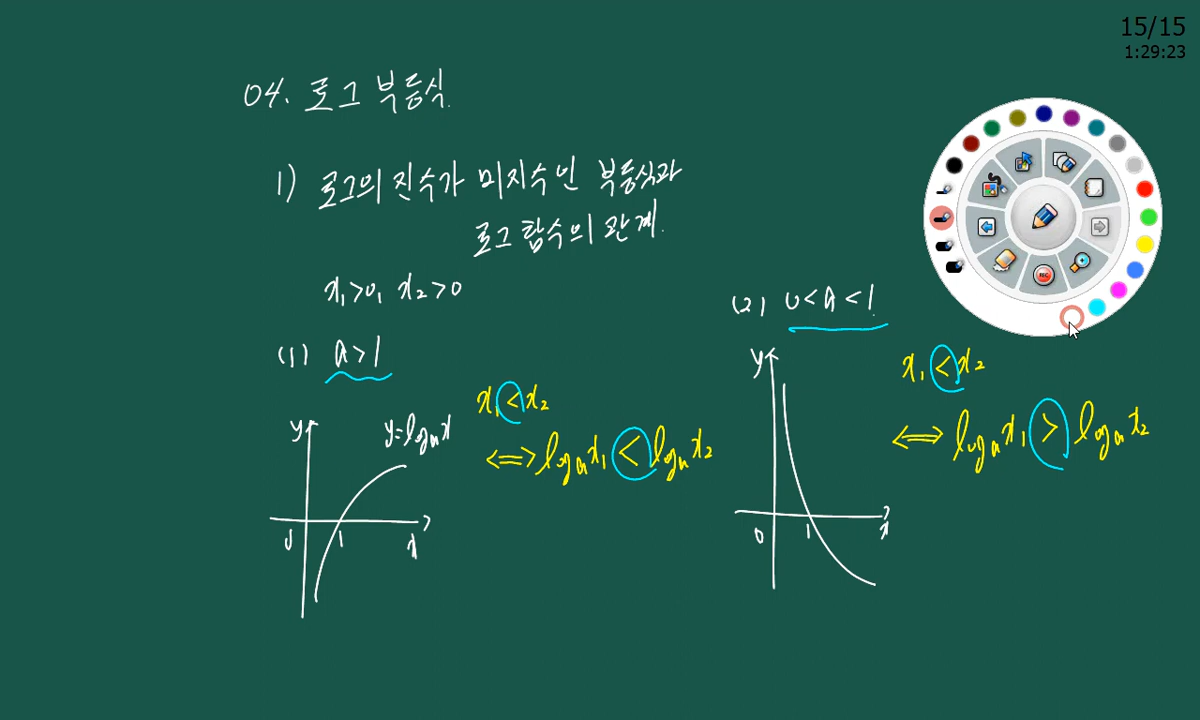 15/15
1:29:23
04. 로그 부등식.
1) 로그의 진수가 미지수인 부등식과
로그 함수의 관계.
x₁>0, x₂>0
(1) a>1
y
y=logₐx
0
1
x
x₁<x₂
⇔ logₐx₁ < logₐx₂
(2) 0<a<1
y
0
1
x
x₁<x₂
⇔ logₐx₁ > logₐx₂
REC